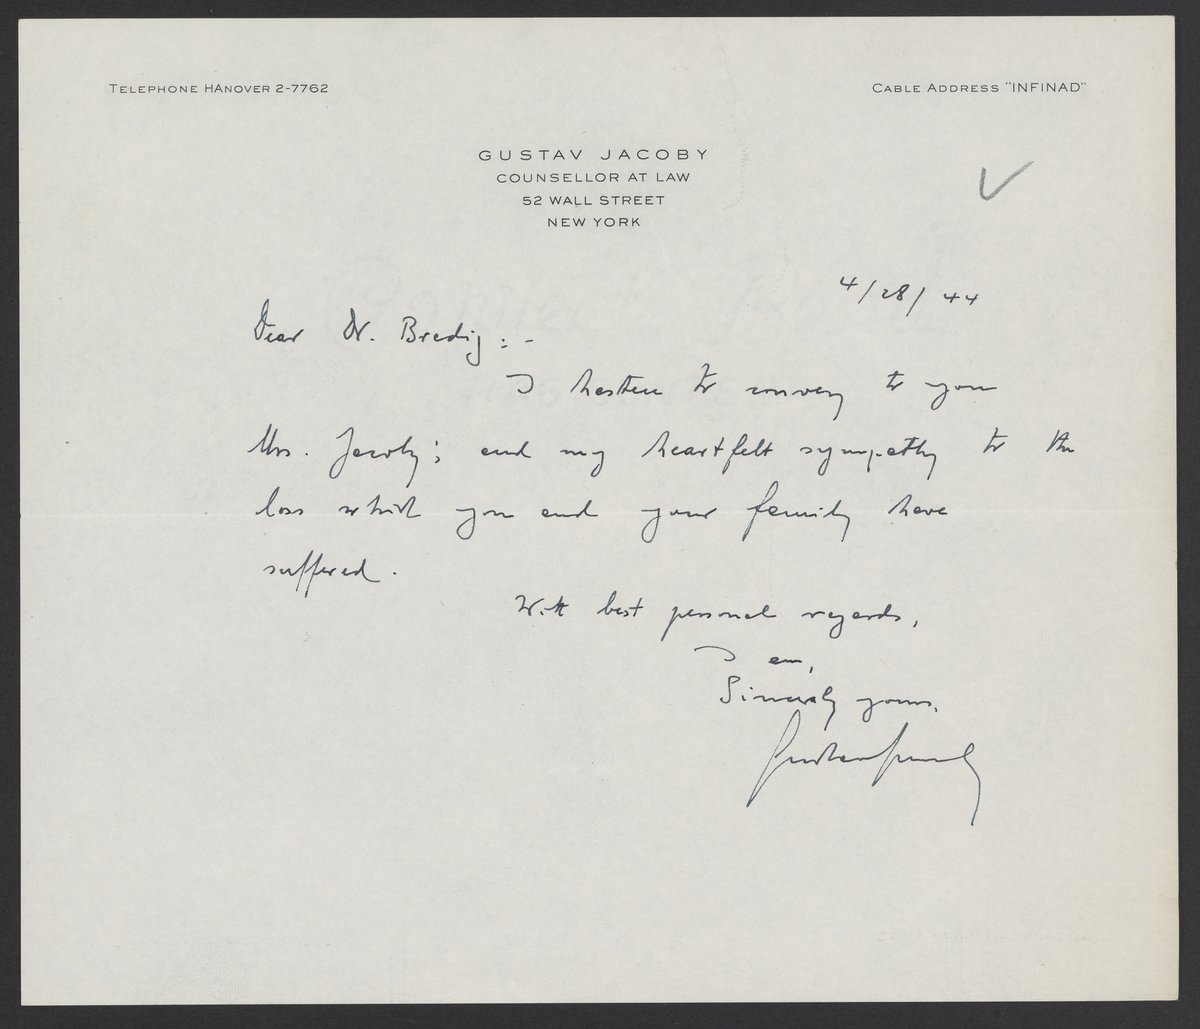 TELEPHONE HANOVER 2-7762
CABLE ADDRESS "INFINAD"
GUSTAV JACOBY
COUNSELLOR AT LAW
52 WALL STREET
NEW YORK
4/28/44
Dear Dr. Bredig:-
I hasten to convey to you
Mrs. Jacoby's and my heartfelt sympathy to the
loss which you and your family have
suffered.
With best personal regards,
I am,
Sincerely yours,
Gustav Jacoby